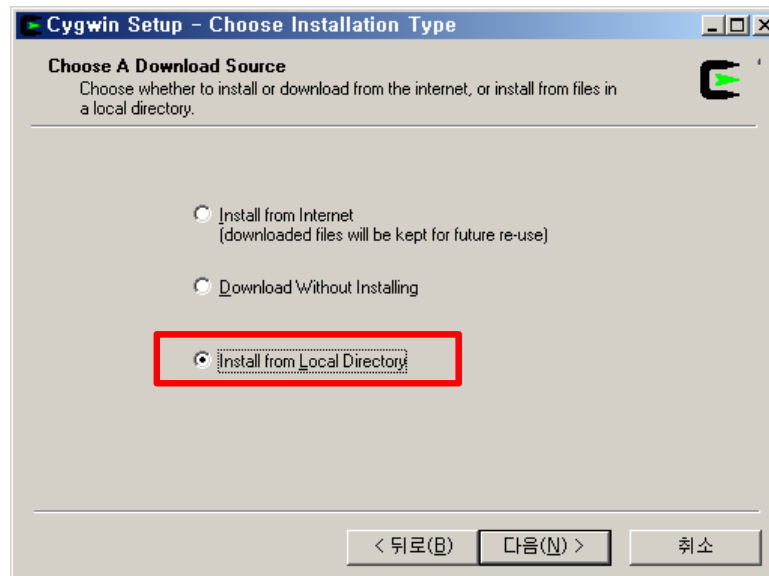 Cygwin Setup - Choose Installation Type
Choose A Download Source
Choose whether to install or download from the internet, or install from files in
a local directory.
Install from Internet
(downloaded files will be kept for future re-use)
Download Without Installing
Install from Local Directory
< 뒤로(B) 다음(N) > 취소